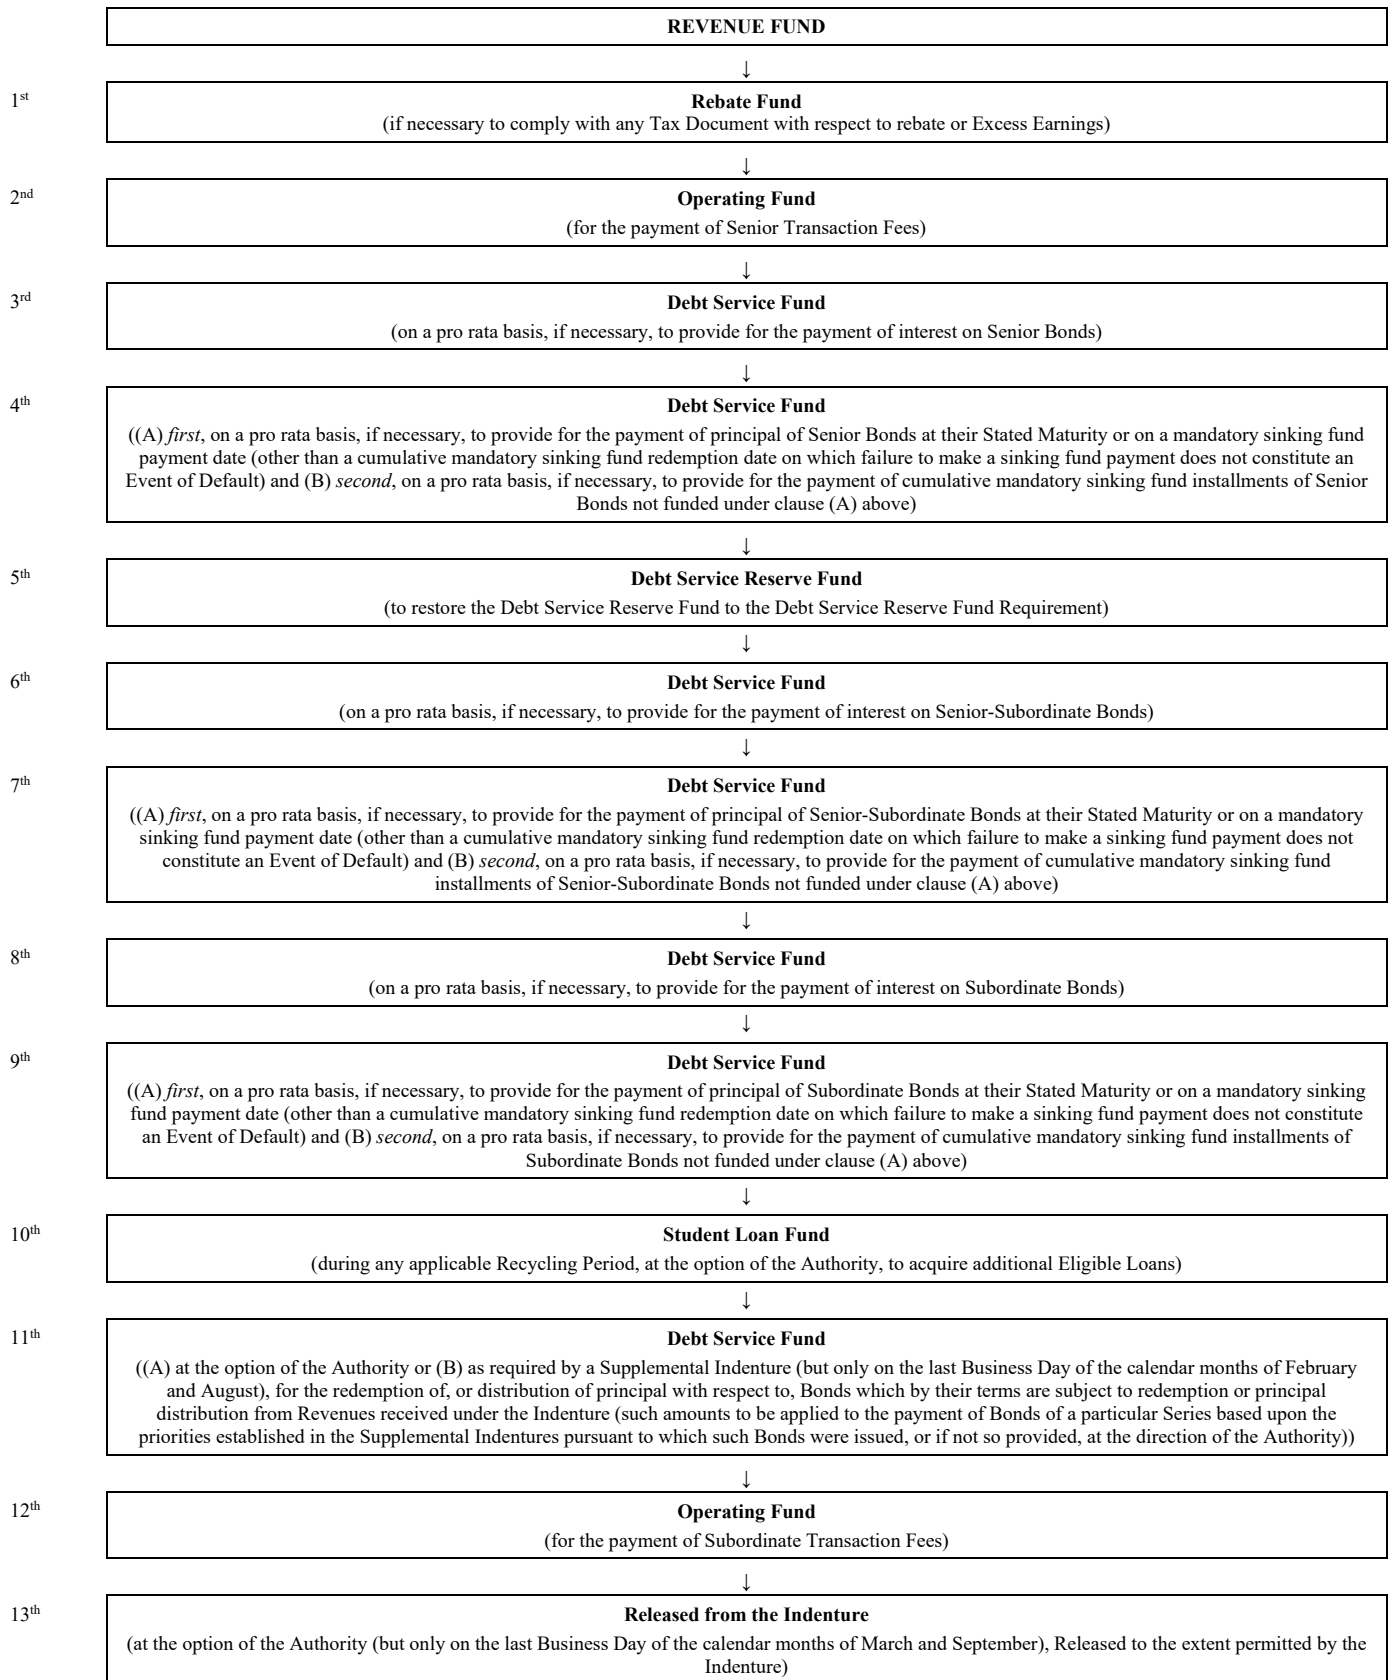 REVENUE FUND
↓
1st
Rebate Fund
(if necessary to comply with any Tax Document with respect to rebate or Excess Earnings)
↓
2nd
Operating Fund
(for the payment of Senior Transaction Fees)
↓
3rd
Debt Service Fund
(on a pro rata basis, if necessary, to provide for the payment of interest on Senior Bonds)
↓
4th
Debt Service Fund
((A) first, on a pro rata basis, if necessary, to provide for the payment of principal of Senior Bonds at their Stated Maturity or on a mandatory sinking fund
payment date (other than a cumulative mandatory sinking fund redemption date on which failure to make a sinking fund payment does not constitute an
Event of Default) and (B) second, on a pro rata basis, if necessary, to provide for the payment of cumulative mandatory sinking fund installments of Senior
Bonds not funded under clause (A) above)
↓
5th
Debt Service Reserve Fund
(to restore the Debt Service Reserve Fund to the Debt Service Reserve Fund Requirement)
↓
6th
Debt Service Fund
(on a pro rata basis, if necessary, to provide for the payment of interest on Senior-Subordinate Bonds)
↓
7th
Debt Service Fund
((A) first, on a pro rata basis, if necessary, to provide for the payment of principal of Senior-Subordinate Bonds at their Stated Maturity or on a mandatory
sinking fund payment date (other than a cumulative mandatory sinking fund redemption date on which failure to make a sinking fund payment does not
constitute an Event of Default) and (B) second, on a pro rata basis, if necessary, to provide for the payment of cumulative mandatory sinking fund
installments of Senior-Subordinate Bonds not funded under clause (A) above)
↓
8th
Debt Service Fund
(on a pro rata basis, if necessary, to provide for the payment of interest on Subordinate Bonds)
↓
9th
Debt Service Fund
((A) first, on a pro rata basis, if necessary, to provide for the payment of principal of Subordinate Bonds at their Stated Maturity or on a mandatory sinking
fund payment date (other than a cumulative mandatory sinking fund redemption date on which failure to make a sinking fund payment does not constitute
an Event of Default) and (B) second, on a pro rata basis, if necessary, to provide for the payment of cumulative mandatory sinking fund installments of
Subordinate Bonds not funded under clause (A) above)
↓
10th
Student Loan Fund
(during any applicable Recycling Period, at the option of the Authority, to acquire additional Eligible Loans)
↓
11th
Debt Service Fund
((A) at the option of the Authority or (B) as required by a Supplemental Indenture (but only on the last Business Day of the calendar months of February
and August), for the redemption of, or distribution of principal with respect to, Bonds which by their terms are subject to redemption or principal
distribution from Revenues received under the Indenture (such amounts to be applied to the payment of Bonds of a particular Series based upon the
priorities established in the Supplemental Indentures pursuant to which such Bonds were issued, or if not so provided, at the direction of the Authority))
↓
12th
Operating Fund
(for the payment of Subordinate Transaction Fees)
↓
13th
Released from the Indenture
(at the option of the Authority (but only on the last Business Day of the calendar months of March and September), Released to the extent permitted by the
Indenture)